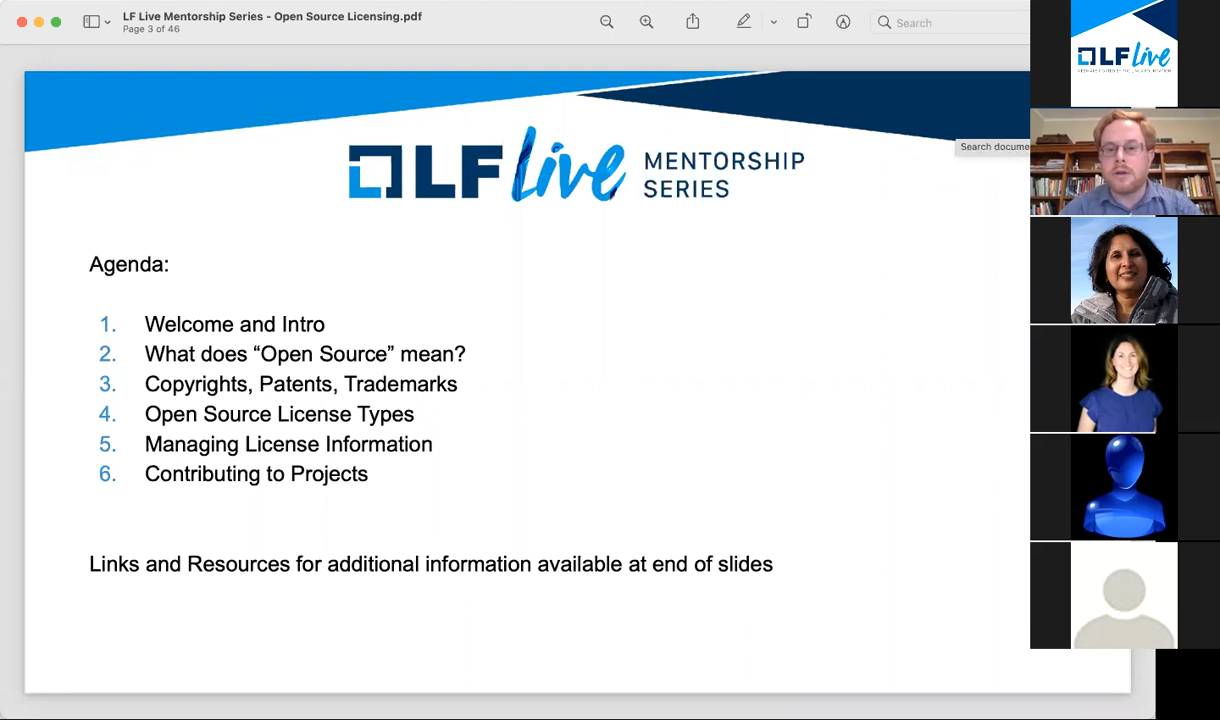 LF Live Mentorship Series - Open Source Licensing.pdf
Page 3 of 46
Search
LF Live
LF Live MENTORSHIP
SERIES
Search docume
Agenda:
1. Welcome and Intro
2. What does “Open Source” mean?
3. Copyrights, Patents, Trademarks
4. Open Source License Types
5. Managing License Information
6. Contributing to Projects
Links and Resources for additional information available at end of slides